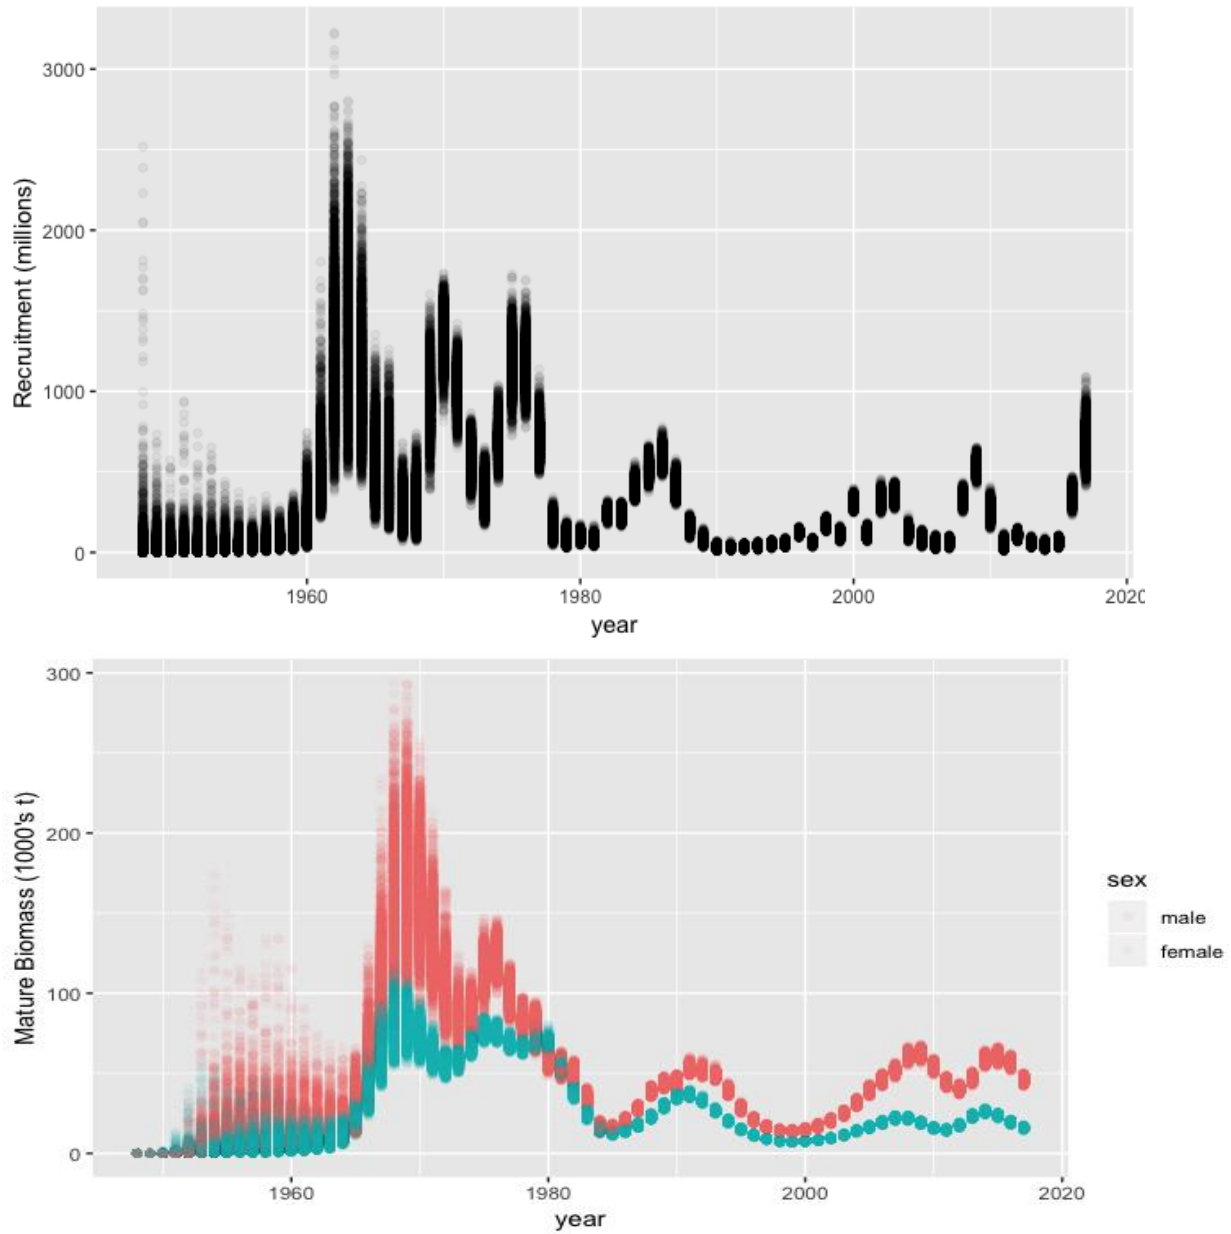 3000
2000
1000
0
Recruitment (millions)
1960 1980 2000 2020
year
300
200
100
0
Mature Biomass (1000's t)
1960 1980 2000 2020
year
sex
male
female